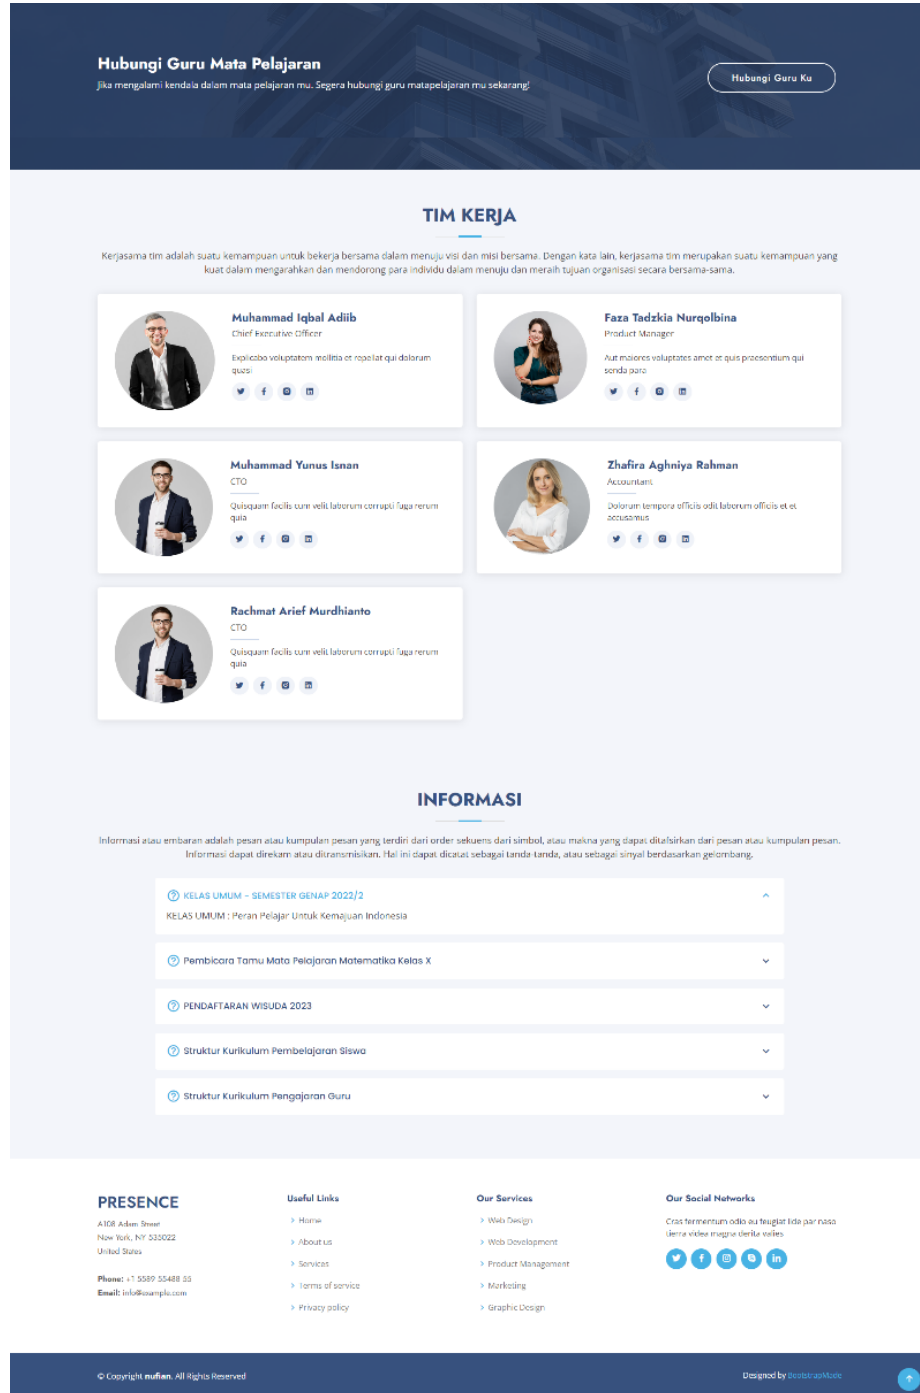 Hubungi Guru Mata Pelajaran
Jika mengalami kendala dalam mata pelajaran mu. Segera hubungi guru matapelajaran mu sekarang!
Hubungi Guru Ku
TIM KERJA
Kerjasama tim adalah suatu kemampuan untuk bekerja bersama dalam menuju visi dan misi bersama. Dengan kata lain, kerjasama tim merupakan suatu kemampuan yang
kuat dalam mengarahkan dan mendorong para individu dalam menuju dan meraih tujuan organisasi secara bersama-sama.
Muhammad Iqbal Adiib
Chief Executive Officer
Explicabo voluptatem mollitia et repellat qui dolorum
quasi
Faza Tadzkia Nurqolbina
Product Manager
Aut maiores voluptates amet et quis praesentium qui
senda para
Muhammad Yunus Isnan
CTO
Quisquam facilis cum velit laborum corrupti fuga rerum
quia
Zhafira Aghniya Rahman
Accountant
Dolorum tempora officiis odit laborum officiis et et
accusamus
Rachmat Arief Murdhianto
CTO
Quisquam facilis cum velit laborum corrupti fuga rerum
quia
INFORMASI
Informasi atau embaran adalah pesan atau kumpulan pesan yang terdiri dari order sekuens dari simbol, atau makna yang dapat ditafsirkan dari pesan atau kumpulan pesan.
Informasi dapat direkam atau ditransmisikan. Hal ini dapat dicatat sebagai tanda-tanda, atau sebagai sinyal berdasarkan gelombang.
KELAS UMUM - SEMESTER GENAP 2022/2
KELAS UMUM : Peran Pelajar Untuk Kemajuan Indonesia
Pembicara Tamu Mata Pelajaran Matematika Kelas X
PENDAFTARAN WISUDA 2023
Struktur Kurikulum Pembelajaran Siswa
Struktur Kurikulum Pengajaran Guru
PRESENCE
A108 Adam Street
New York, NY 535022
United States
Phone: +1 5589 55488 55
Email: info@example.com
Useful Links
Home
About us
Services
Terms of service
Privacy policy
Our Services
Web Design
Web Development
Product Management
Marketing
Graphic Design
Our Social Networks
Cras fermentum odio eu feugiat lide par naso
tierra videa magna derita valies
© Copyright nufian. All Rights Reserved
Designed by BootstrapMade